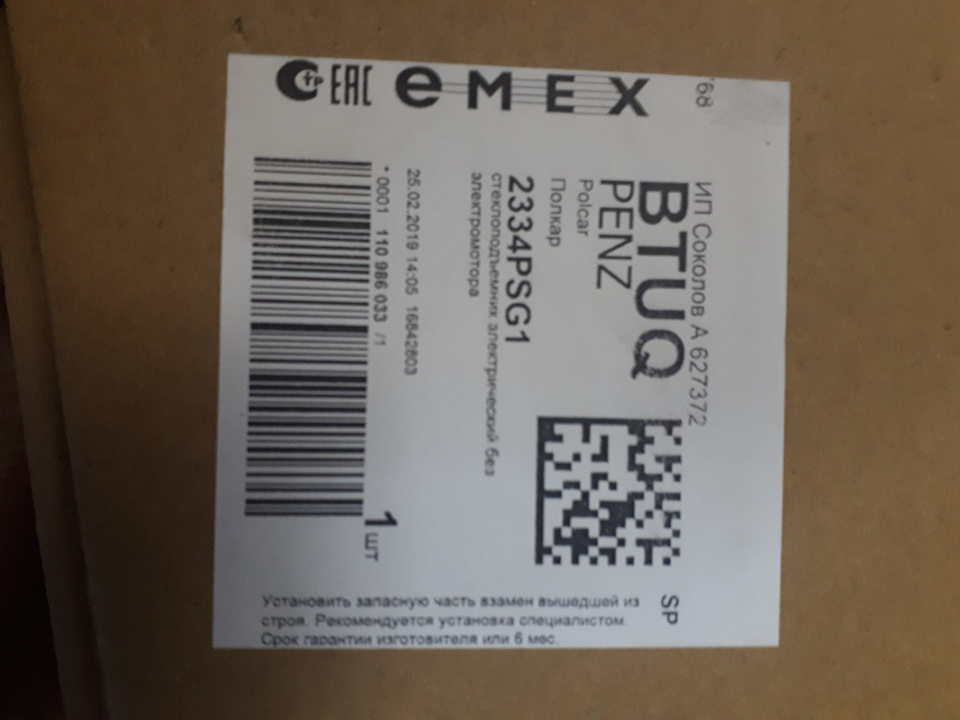 EAC emex
'68
ИП Соколов А 627372
BTUQ
PENZ
Polcar
Полкар
2334PSG1
стеклоподъемник электрический без
электромотора
25.02.2019 14:05 16842803
* 0001 110 986 033 /1
1 шт
SP
Установить запасную часть взамен вышедшей из
строя. Рекомендуется установка специалистом.
Срок гарантии изготовителя или 6 мес.